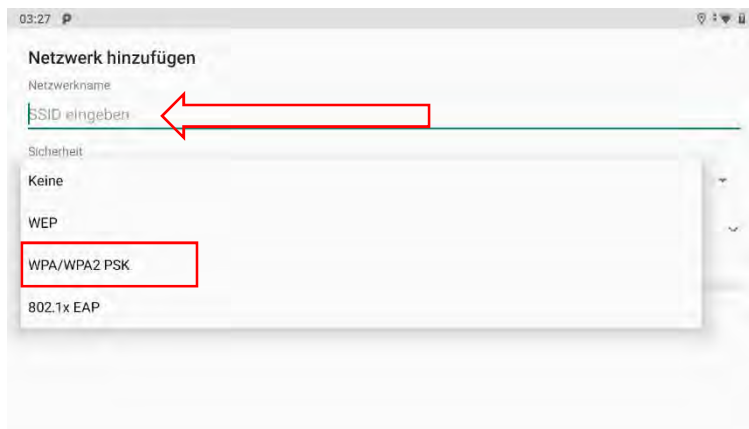 03:27
Netzwerk hinzufügen
Netzwerkname
SSID eingeben
Sicherheit
Keine
WEP
WPA/WPA2 PSK
802.1x EAP